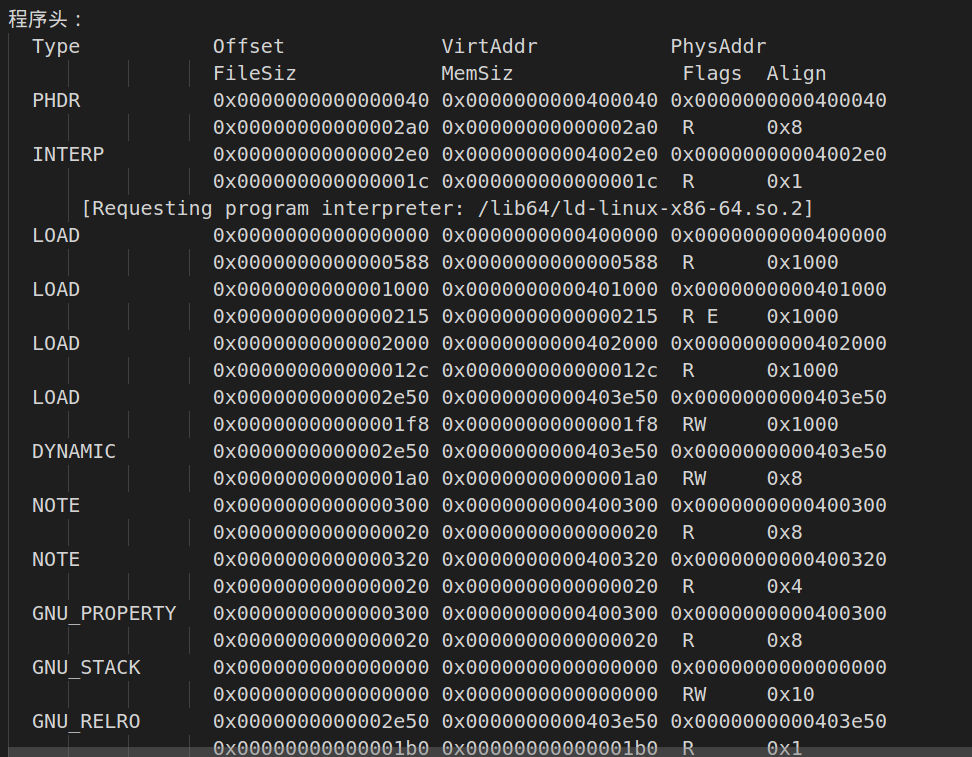 程序头：
Type Offset VirtAddr PhysAddr
FileSiz MemSiz Flags Align
PHDR 0x0000000000000040 0x0000000000400040 0x0000000000400040
0x00000000000002a0 0x00000000000002a0 R 0x8
INTERP 0x00000000000002e0 0x00000000004002e0 0x00000000004002e0
0x000000000000001c 0x000000000000001c R 0x1
[Requesting program interpreter: /lib64/ld-linux-x86-64.so.2]
LOAD 0x0000000000000000 0x0000000000400000 0x0000000000400000
0x0000000000000588 0x0000000000000588 R 0x1000
LOAD 0x0000000000001000 0x0000000000401000 0x0000000000401000
0x0000000000000215 0x0000000000000215 R E 0x1000
LOAD 0x0000000000002000 0x0000000000402000 0x0000000000402000
0x000000000000012c 0x000000000000012c R 0x1000
LOAD 0x0000000000002e50 0x0000000000403e50 0x0000000000403e50
0x00000000000001f8 0x00000000000001f8 RW 0x1000
DYNAMIC 0x0000000000002e50 0x0000000000403e50 0x0000000000403e50
0x00000000000001a0 0x00000000000001a0 RW 0x8
NOTE 0x0000000000000300 0x0000000000400300 0x0000000000400300
0x0000000000000020 0x0000000000000020 R 0x8
NOTE 0x0000000000000320 0x0000000000400320 0x0000000000400320
0x0000000000000020 0x0000000000000020 R 0x4
GNU_PROPERTY 0x0000000000000300 0x0000000000400300 0x0000000000400300
0x0000000000000020 0x0000000000000020 R 0x8
GNU_STACK 0x0000000000000000 0x0000000000000000 0x0000000000000000
0x0000000000000000 0x0000000000000000 RW 0x10
GNU_RELRO 0x0000000000002e50 0x0000000000403e50 0x0000000000403e50
0x00000000000001b0 0x00000000000001b0 R 0x1